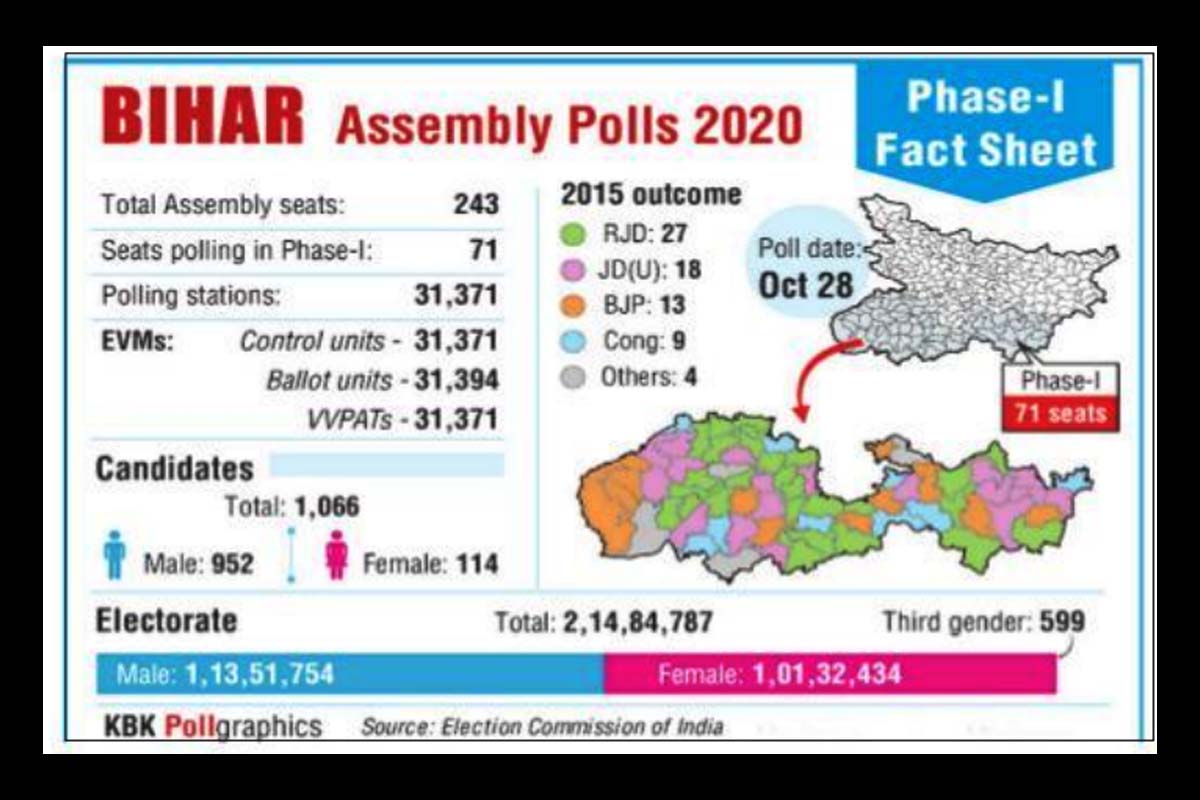 BIHAR Assembly Polls 2020
Phase-I
Fact Sheet
Total Assembly seats: 243
Seats polling in Phase-I: 71
Polling stations: 31,371
EVMs: Control units - 31,371
Ballot units - 31,394
VVPATs - 31,371
Candidates
Total: 1,066
Male: 952
Female: 114
2015 outcome
RJD: 27
JD(U): 18
BJP: 13
Cong: 9
Others: 4
Poll date:
Oct 28
Phase-I
71 seats
Electorate
Total: 2,14,84,787
Third gender: 599
Male: 1,13,51,754
Female: 1,01,32,434
KBK Pollgraphics
Source: Election Commission of India